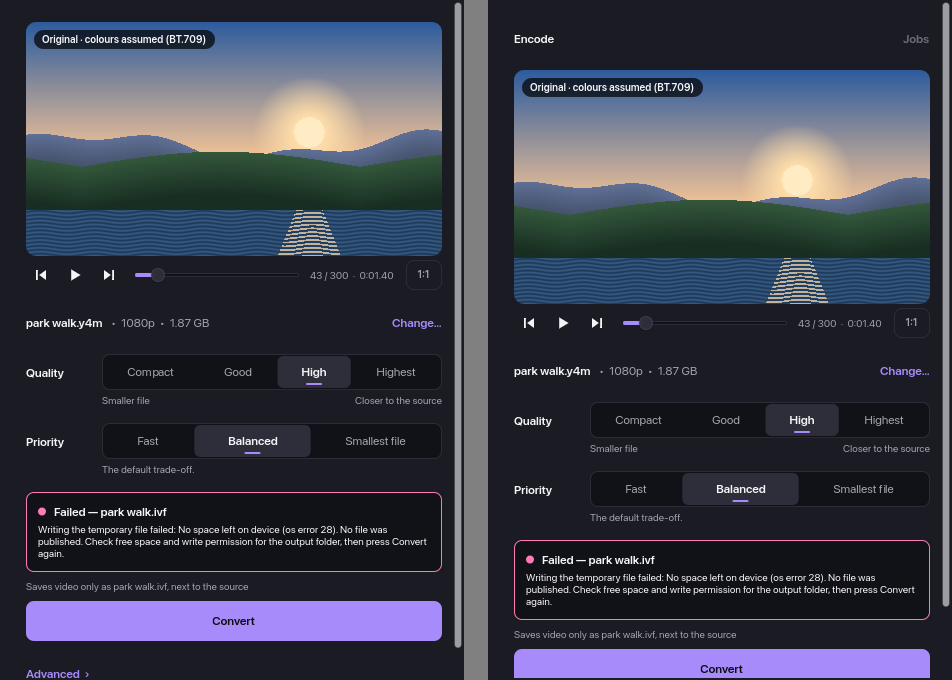 Original · colours assumed (BT.709)
43 / 300 · 0:01.40
1:1
park walk.y4m • 1080p • 1.87 GB
Change...
Quality
Compact
Good
High
Highest
Smaller file
Closer to the source
Priority
Fast
Balanced
Smallest file
The default trade-off.
Failed — park walk.ivf
Writing the temporary file failed: No space left on device (os error 28). No file was
published. Check free space and write permission for the output folder, then press Convert
again.
Saves video only as park walk.ivf, next to the source
Convert
Advanced ›
Encode
Jobs
Original · colours assumed (BT.709)
43 / 300 · 0:01.40
1:1
park walk.y4m • 1080p • 1.87 GB
Change...
Quality
Compact
Good
High
Highest
Smaller file
Closer to the source
Priority
Fast
Balanced
Smallest file
The default trade-off.
Failed — park walk.ivf
Writing the temporary file failed: No space left on device (os error 28). No file was
published. Check free space and write permission for the output folder, then press Convert
again.
Saves video only as park walk.ivf, next to the source
Convert